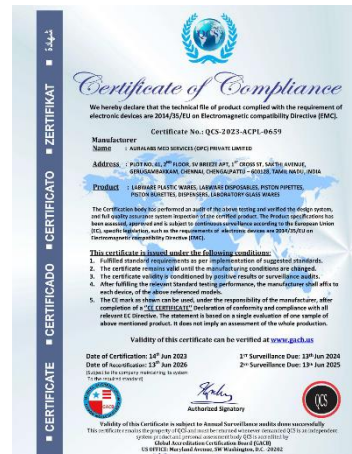 شهادة
ZERTIFIKAT
CERTIFICATO
CERTIFICADO
CERTIFICATE
Certificate of Compliance
We hereby declare that the technical file of product complied with the requirement of
electronic devices are 2014/35/EU on Electromagnetic compatibility Directive (EMC).
Certificate No.: QCS-2023-ACPL-0659
Manufacturer
Name : AURALABS MED SERVICES (OPC) PRIVATE LIMITED
Address : PLOT NO. 61, 2ND FLOOR, SV BREEZE APT, 1ST CROSS ST, SAKTHI AVENUE,
GERUGAMBAKKAM, CHENNAI, CHENGALPATTU – 600128, TAMIL NADU, INDIA
Product : LABWARE PLASTIC WARES, LABWARE DISPOSABLES, PISTON PIPETTES,
PISTON BURETTES, DISPENSERS, LABORATORY GLASS WARES
The Certification body has performed an audit of the above testing and verified the design system,
and full quality assurance system inspection of the certified product. The Product specifications has
been assessed, approved and is subject to continuous surveillance according to the European Union
(EC), specific legislation, such as the requirements of electronic devices are 2014/35/EU on
Electromagnetic compatibility Directive (EMC).
This certificate is issued under the following conditions:
1. Fulfilled standard requirements as per implementation of suggested standards.
2. The certificate remains valid until the manufacturing conditions are changed.
3. The certificate validity is conditioned by positive results or surveillance audits.
4. After fulfilling the relevant Standard testing performance, the manufacturer shall affix to
each device, of the above referenced models.
5. The CE mark as shown can be used, under the responsibility of the manufacturer, after
completion of a "CE CERTIFICATE" Declaration of conformity and compliance with all
relevant EC Directive. The statement is based on a single evaluation of one sample of
above mentioned product. It does not imply an assessment of the whole production.
Validity of this certificate can be verified at www.gacb.us
Date of Certification: 14th Jun 2023
1st Surveillance Due: 13th Jun 2024
Date of Recertification: 13th Jun 2026
2nd Surveillance Due: 13th Jun 2025
(Subject to the company maintaining its system
To the required standard)
GACB
QCS
Authorized Signatory
Validity of this Certificate is subject to Annual Surveillance audits done successfully
This certificate remains the property of QCS and must be returned whenever demanded QCS is an independent
system product and personal assessment body QCS is accredited by
Global Accreditation Certification Board (GACB)
US OFFICE: Maryland Avenue, SW Washington, D.C. -20202